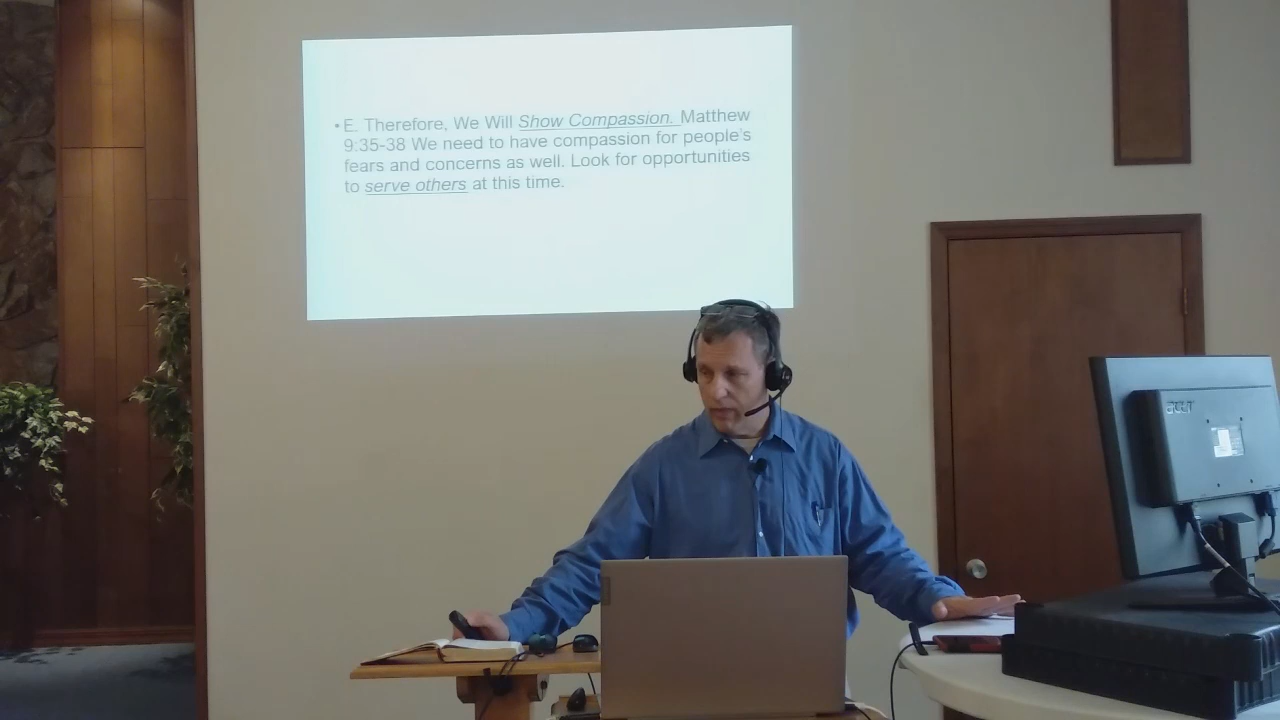 • E. Therefore, We Will Show Compassion. Matthew
9:35-38 We need to have compassion for people's
fears and concerns as well. Look for opportunities
to serve others at this time.
acer